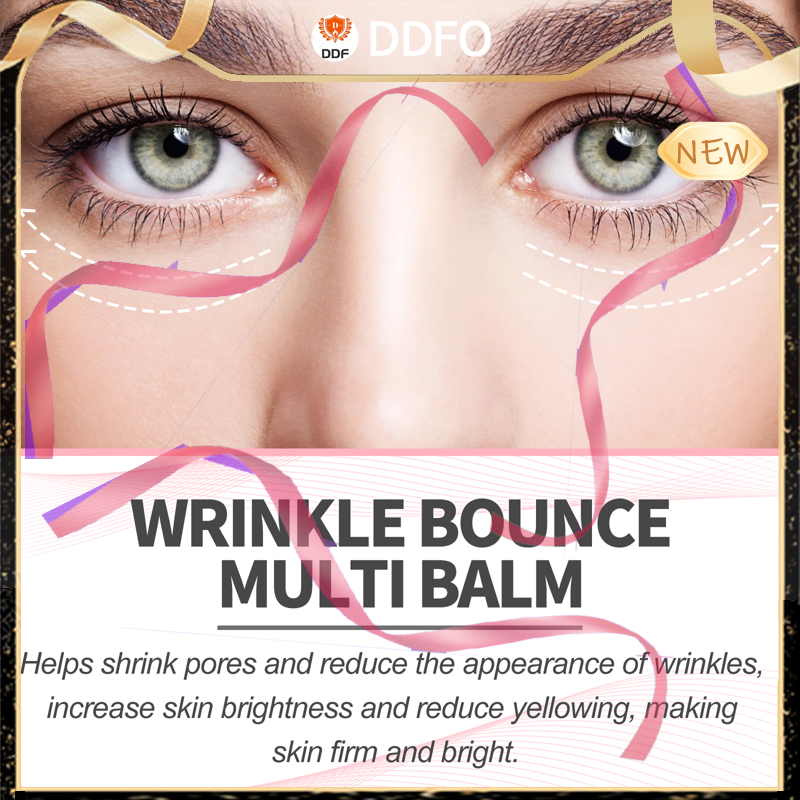 DDF
DDFO
NEW
WRINKLE BOUNCE
MULTI BALM
Helps shrink pores and reduce the appearance of wrinkles,
increase skin brightness and reduce yellowing, making
skin firm and bright.